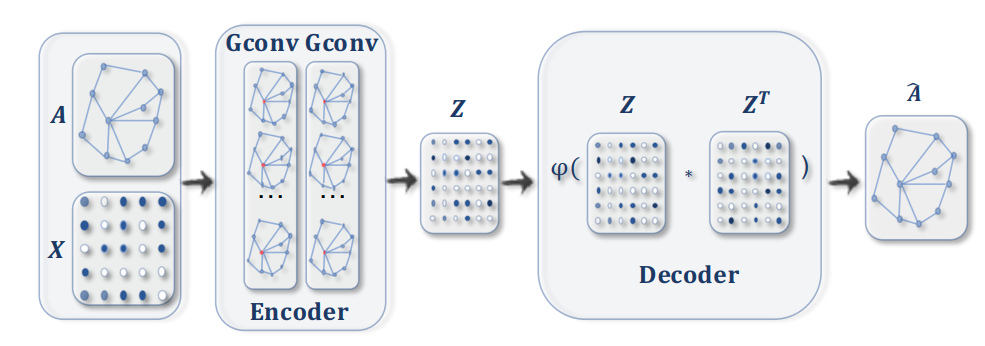 A
X
Gconv Gconv
...
...
Encoder
Z
φ(
Z
*
Z^T
)
Decoder
Â